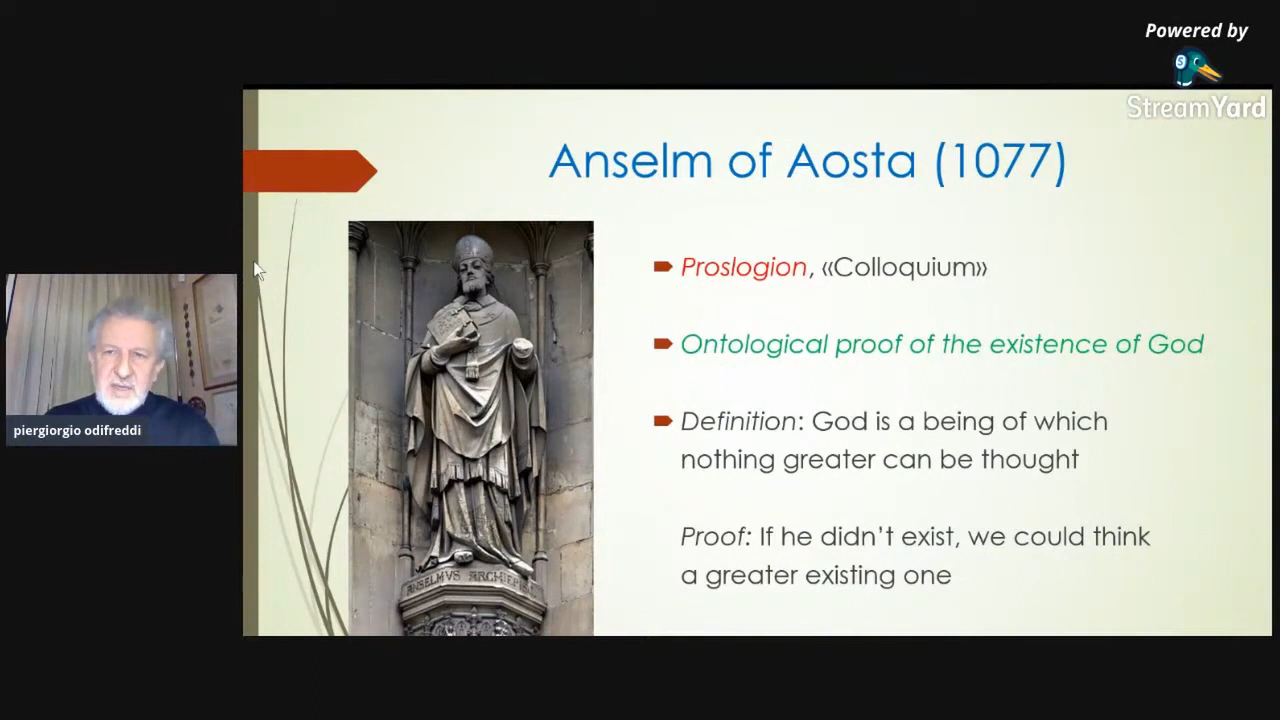 Powered by
StreamYard
Anselm of Aosta (1077)
Proslogion, «Colloquium»
Ontological proof of the existence of God
Definition: God is a being of which
nothing greater can be thought
Proof: If he didn't exist, we could think
a greater existing one
piergiorgio odifreddi
ANSELMVS